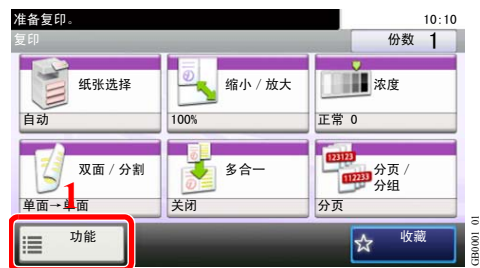 准备复印。 10:10
复印 份数 1
纸张选择 缩小 / 放大 浓度
自动 100% 正常 0
123123
112233
双面 / 分割 多合一 分页 /
分组
1
单面→单面 关闭 分页
功能 收藏
GB0001 01